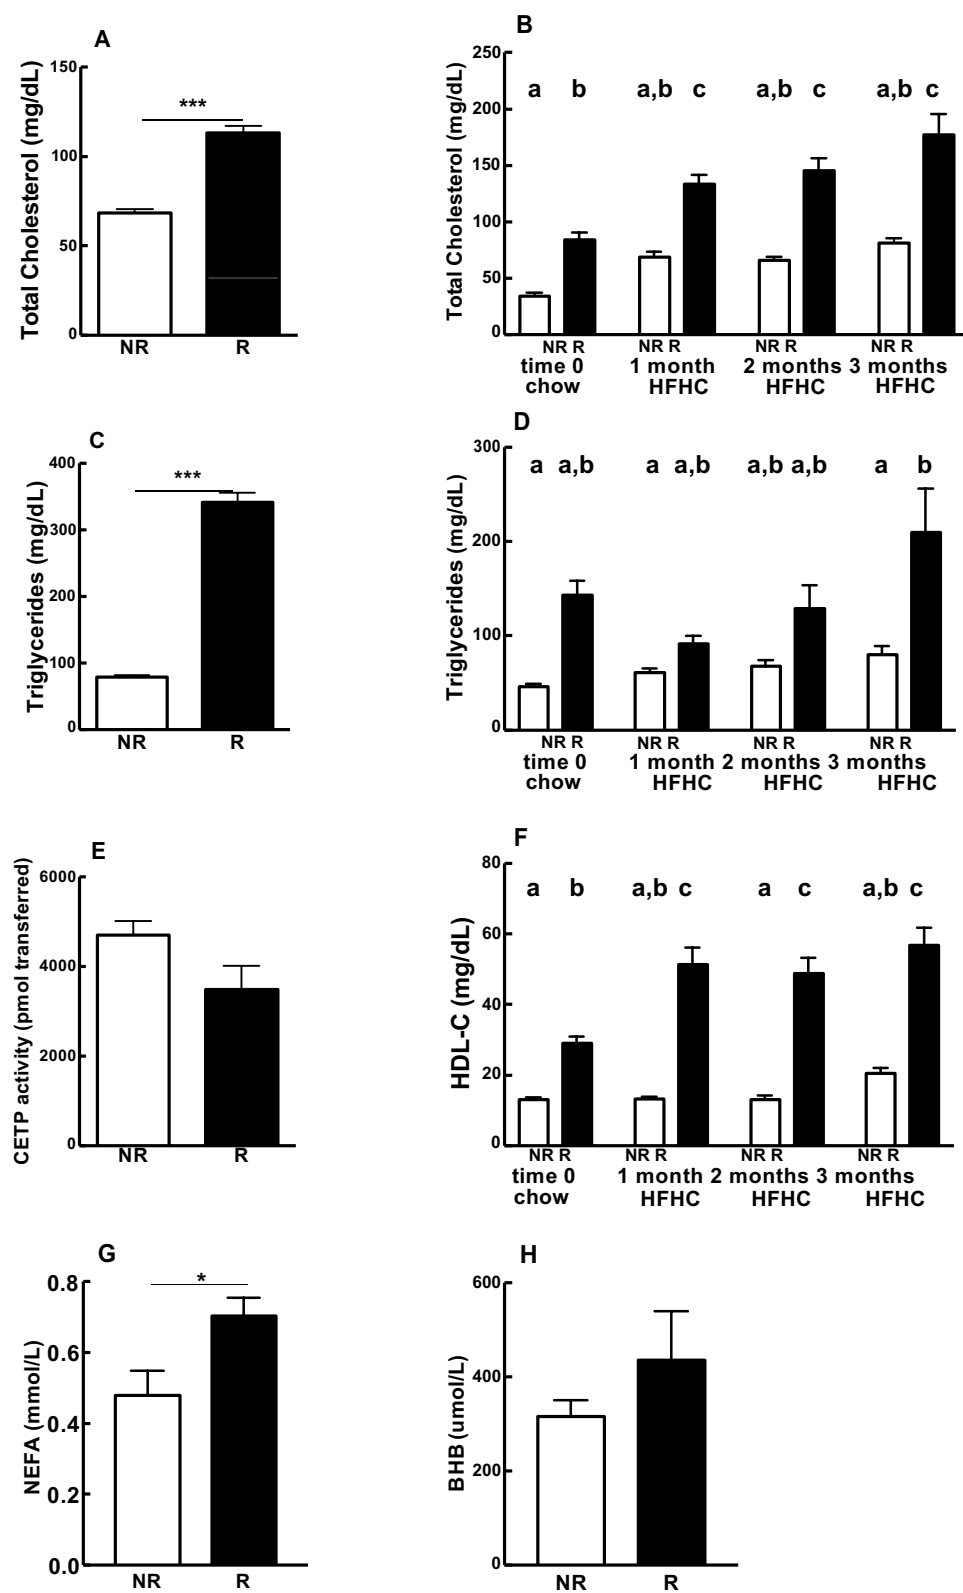 A
Total Cholesterol (mg/dL)
150
100
50
0
***
NR R
B
Total Cholesterol (mg/dL)
250
200
150
100
50
0
a b a,b c a,b c a,b c
NR R NR R NR R NR R
time 0 1 month 2 months 3 months
chow HFHC HFHC HFHC
C
Triglycerides (mg/dL)
400
300
200
100
0
***
NR R
D
Triglycerides (mg/dL)
300
200
100
0
a a,b a a,b a,b a,b a b
NR R NR R NR R NR R
time 0 1 month 2 months 3 months
chow HFHC HFHC HFHC
E
CETP activity (pmol transferred)
6000
4000
2000
0
NR R
F
HDL-C (mg/dL)
80
60
40
20
0
a b a,b c a c a,b c
NR R NR R NR R NR R
time 0 1 month 2 months 3 months
chow HFHC HFHC HFHC
G
NEFA (mmol/L)
0.8
0.6
0.4
0.2
0.0
*
NR R
H
BHB (umol/L)
600
400
200
0
NR R